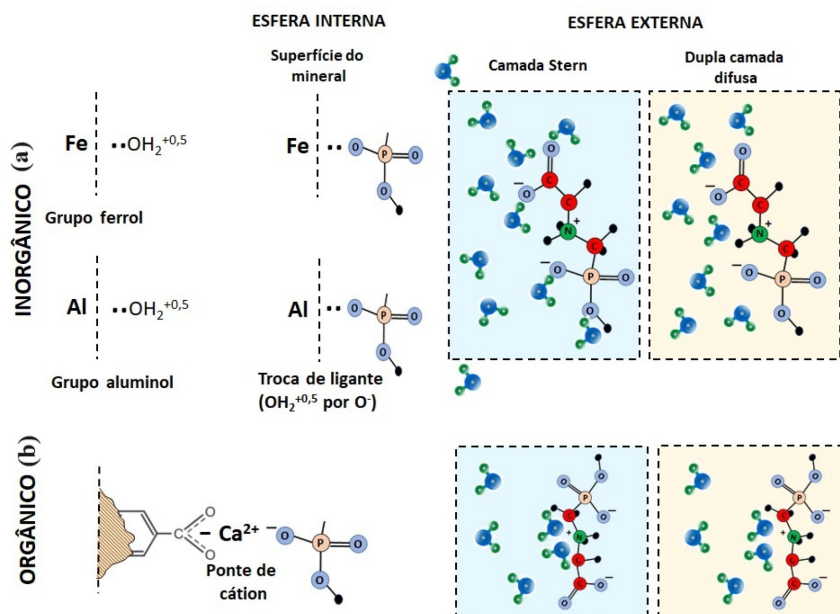 ESFERA INTERNA
ESFERA EXTERNA
Superfície do
mineral
Camada Stern
Dupla camada
difusa
INORGÂNICO (a)
Fe
••OH₂⁺⁰,⁵
Grupo ferrol
Fe
••
O
P
O
O
Al
••OH₂⁺⁰,⁵
Grupo aluminol
Al
••
O
P
O
O
Troca de ligante
(OH₂⁺⁰,⁵ por O⁻)
O
C
−
O
C
N
+
C
−
O
P
O
O
O
C
−
O
C
N
+
C
−
O
P
O
O
ORGÂNICO (b)
O
C
O
−
Ca²⁺
−
O
P
O
O
Ponte de
cátion
O
O
P
O
−
C
+
N
C
C
O
−
O
O
O
P
O
−
C
+
N
C
C
O
−
O